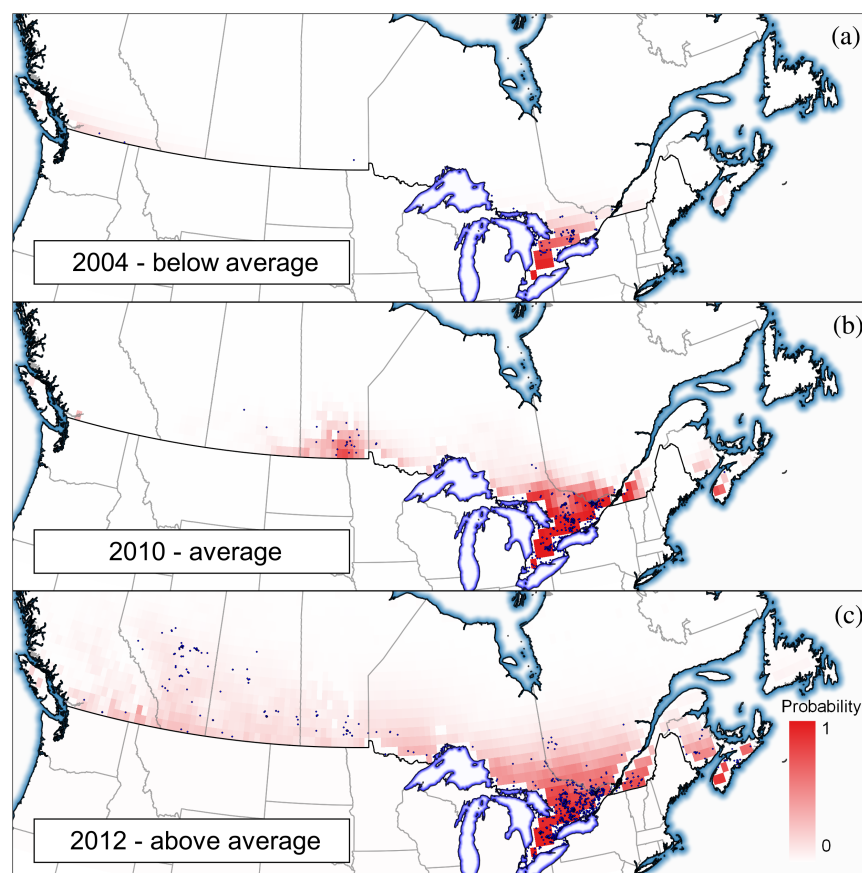 (a)
2004 - below average
(b)
2010 - average
(c)
Probability
1
0
2012 - above average